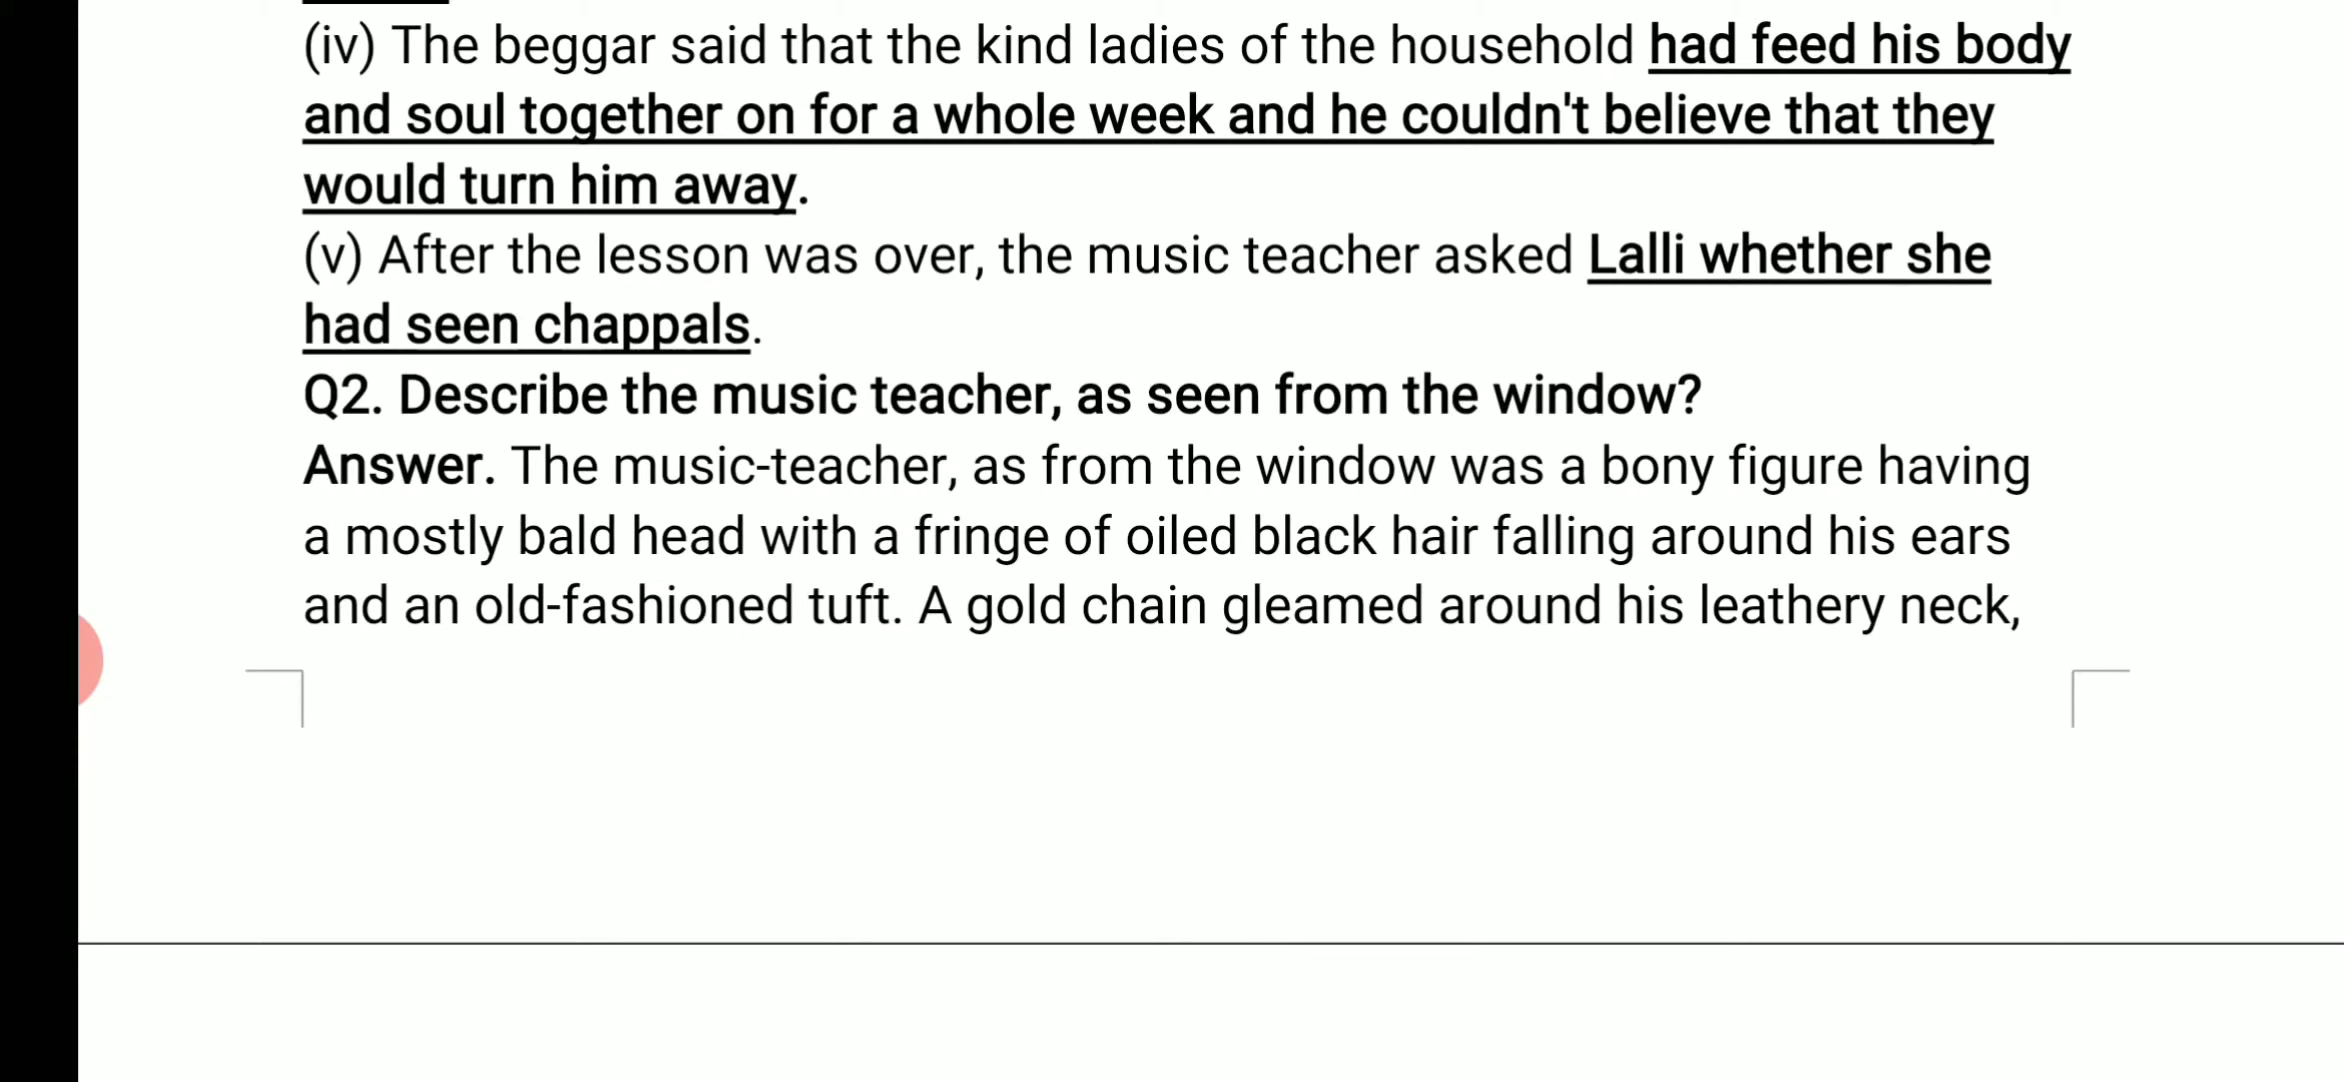 (iv) The beggar said that the kind ladies of the household had feed his body
and soul together on for a whole week and he couldn't believe that they
would turn him away.
(v) After the lesson was over, the music teacher asked Lalli whether she
had seen chappals.
Q2. Describe the music teacher, as seen from the window?
Answer. The music-teacher, as from the window was a bony figure having
a mostly bald head with a fringe of oiled black hair falling around his ears
and an old-fashioned tuft. A gold chain gleamed around his leathery neck,